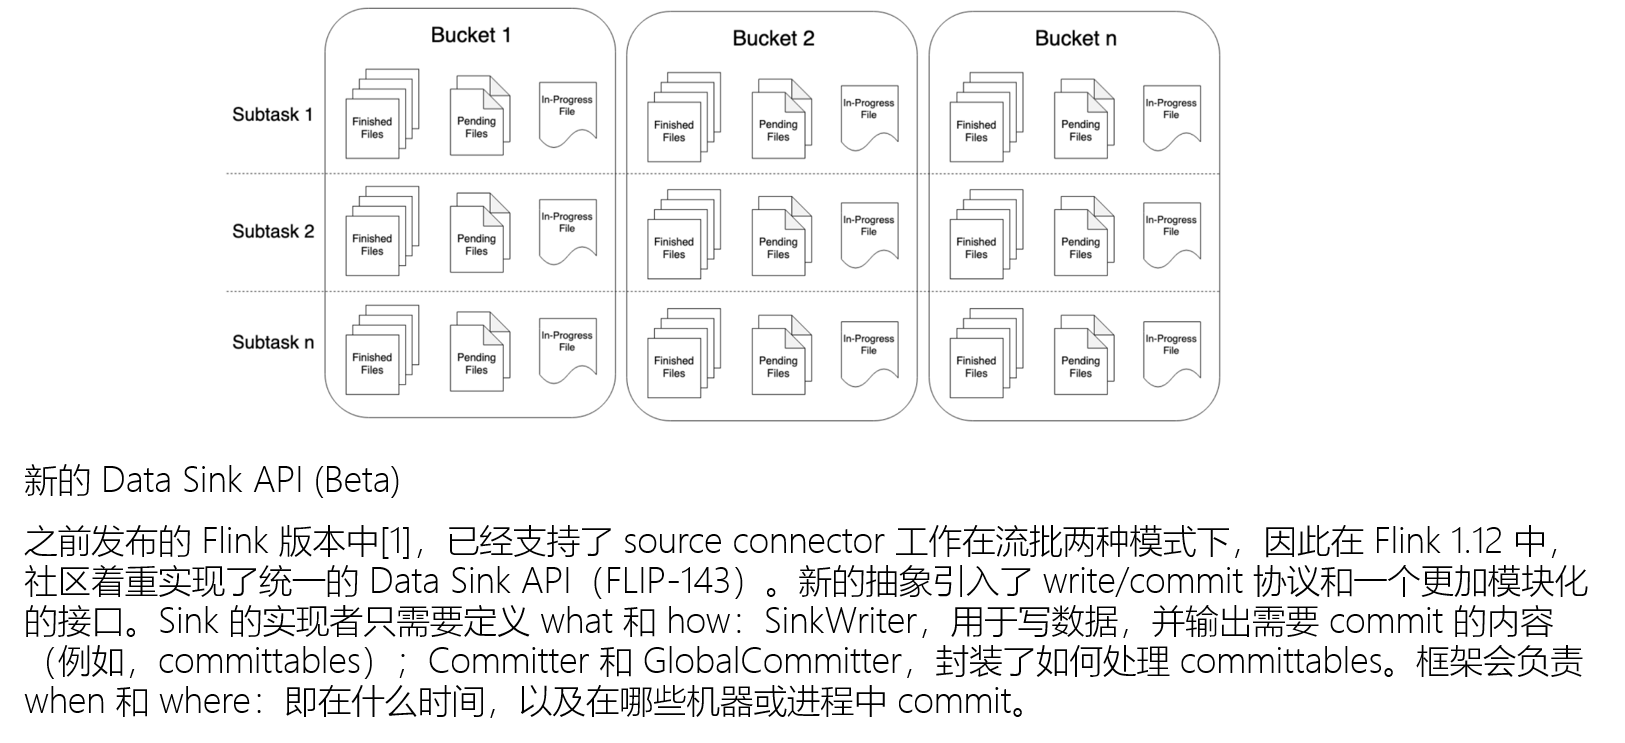 Bucket 1
Bucket 2
Bucket n
Subtask 1
Finished
Files
Pending
Files
In-Progress
File
Finished
Files
Pending
Files
In-Progress
File
Finished
Files
Pending
Files
In-Progress
File
Subtask 2
Finished
Files
Pending
Files
In-Progress
File
Finished
Files
Pending
Files
In-Progress
File
Finished
Files
Pending
Files
In-Progress
File
Subtask n
Finished
Files
Pending
Files
In-Progress
File
Finished
Files
Pending
Files
In-Progress
File
Finished
Files
Pending
Files
In-Progress
File
新的 Data Sink API (Beta)
之前发布的 Flink 版本中[1]，已经支持了 source connector 工作在流批两种模式下，因此在 Flink 1.12 中，
社区着重实现了统一的 Data Sink API（FLIP-143）。新的抽象引入了 write/commit 协议和一个更加模块化
的接口。Sink 的实现者只需要定义 what 和 how：SinkWriter，用于写数据，并输出需要 commit 的内容
（例如，committables）；Committer 和 GlobalCommitter，封装了如何处理 committables。框架会负责
when 和 where：即在什么时间，以及在哪些机器或进程中 commit。